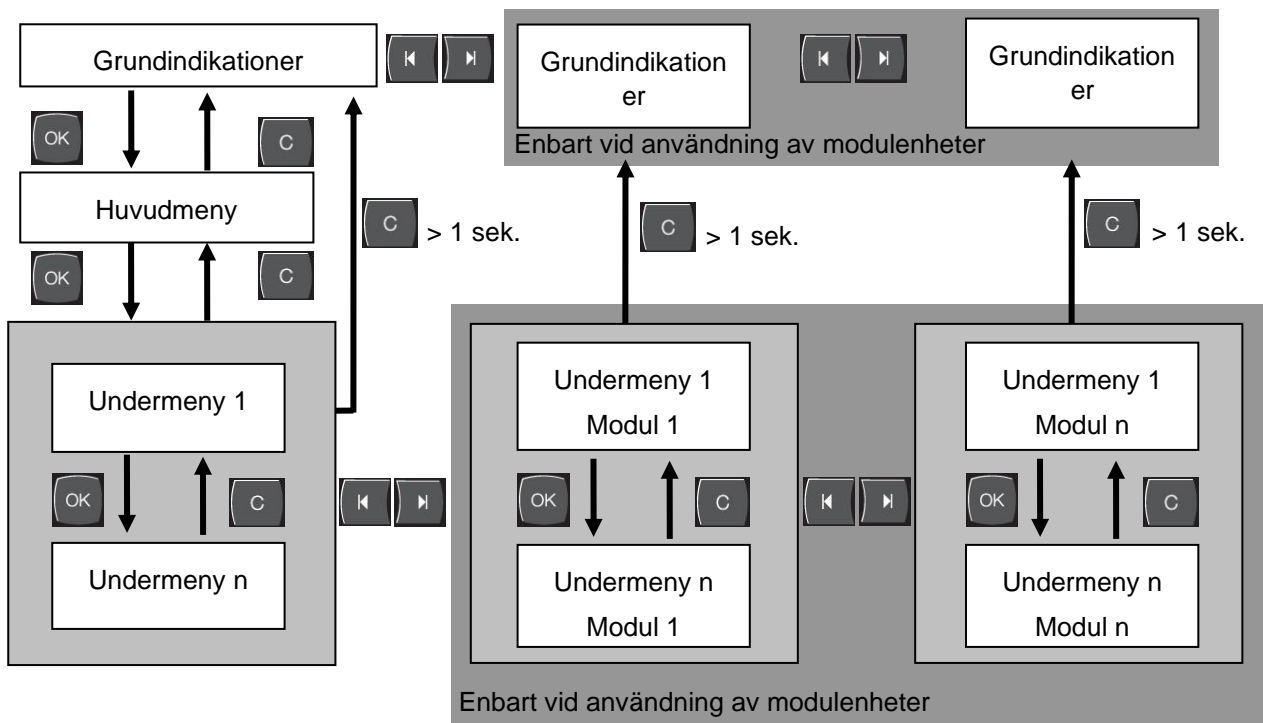 Grundindikationer
Grundindikation
er
Grundindikation
er
Enbart vid användning av modulenheter
OK
C
Huvudmeny
C
> 1 sek.
C
> 1 sek.
C
> 1 sek.
OK
C
Undermeny 1
Undermeny 1
Modul 1
Undermeny 1
Modul n
OK
C
OK
C
OK
C
Undermeny n
Undermeny n
Modul 1
Undermeny n
Modul n
Enbart vid användning av modulenheter